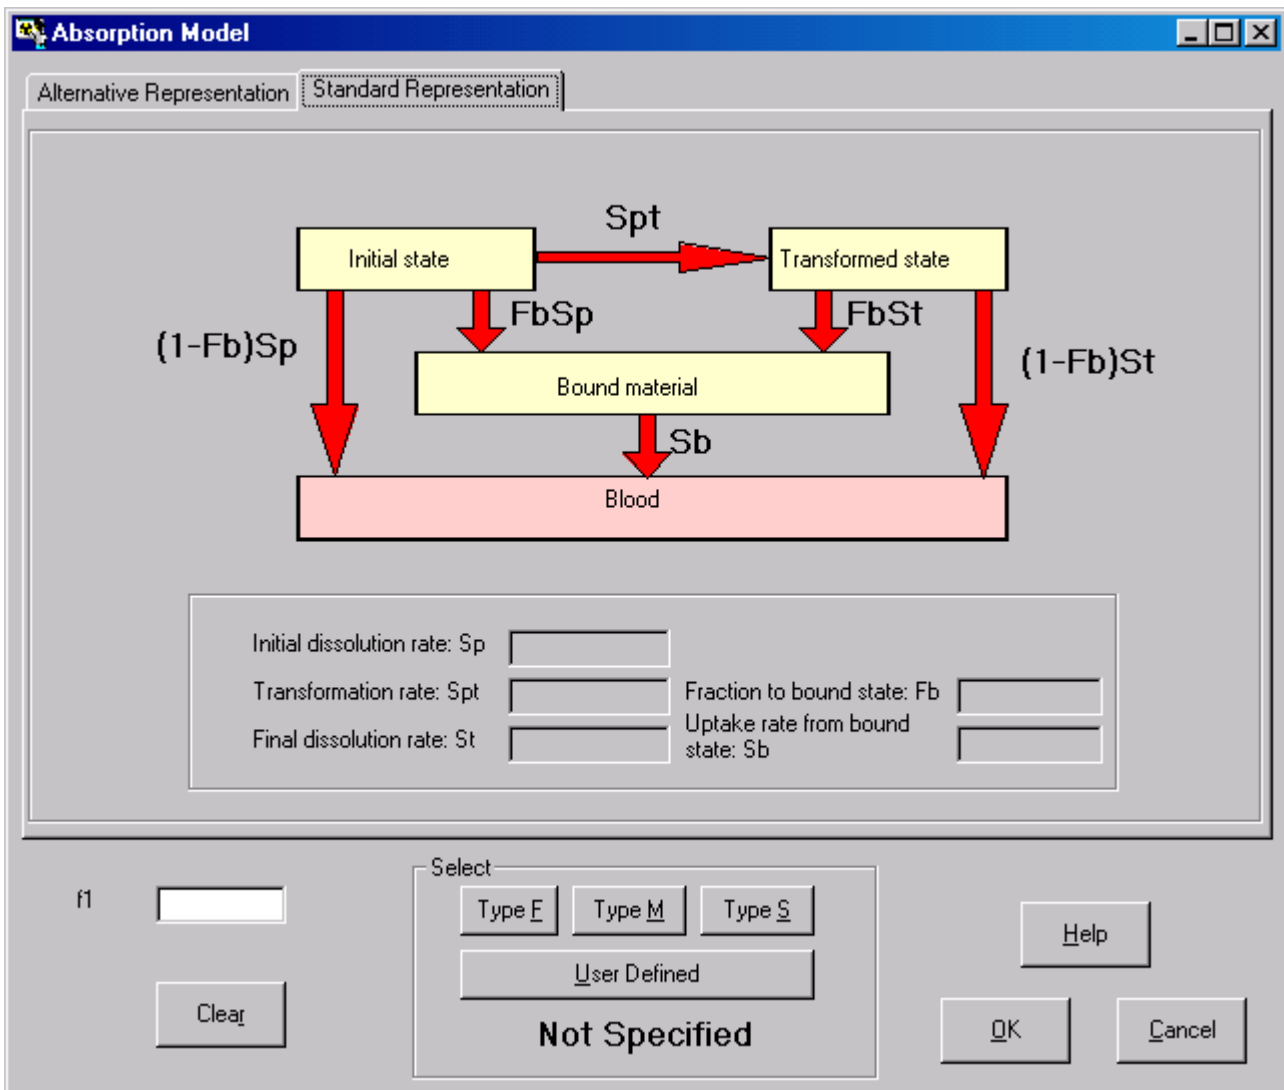 Absorption Model
Alternative Representation
Standard Representation
Spt
Initial state
Transformed state
(1-Fb)Sp
FbSp
FbSt
(1-Fb)St
Bound material
Sb
Blood
Initial dissolution rate: Sp
Transformation rate: Spt
Fraction to bound state: Fb
Final dissolution rate: St
Uptake rate from bound
state: Sb
f1
Select
Type F
Type M
Type S
User Defined
Not Specified
Clear
Help
OK
Cancel